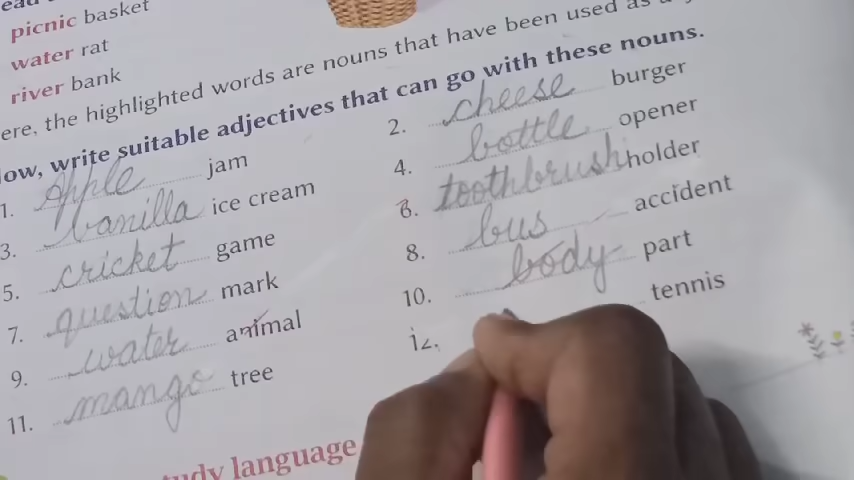 picnic basket
water rat
river bank
ere, the highlighted words are nouns that have been used as
low, write suitable adjectives that can go with these nouns.
1. Apple jam
2. cheese burger
3. vanilla ice cream
4. bottle opener
5. cricket game
6. toothbrush holder
7. question mark
8. bus accident
9. water animal
10. body part
11. mango tree
12. tennis
tudy language